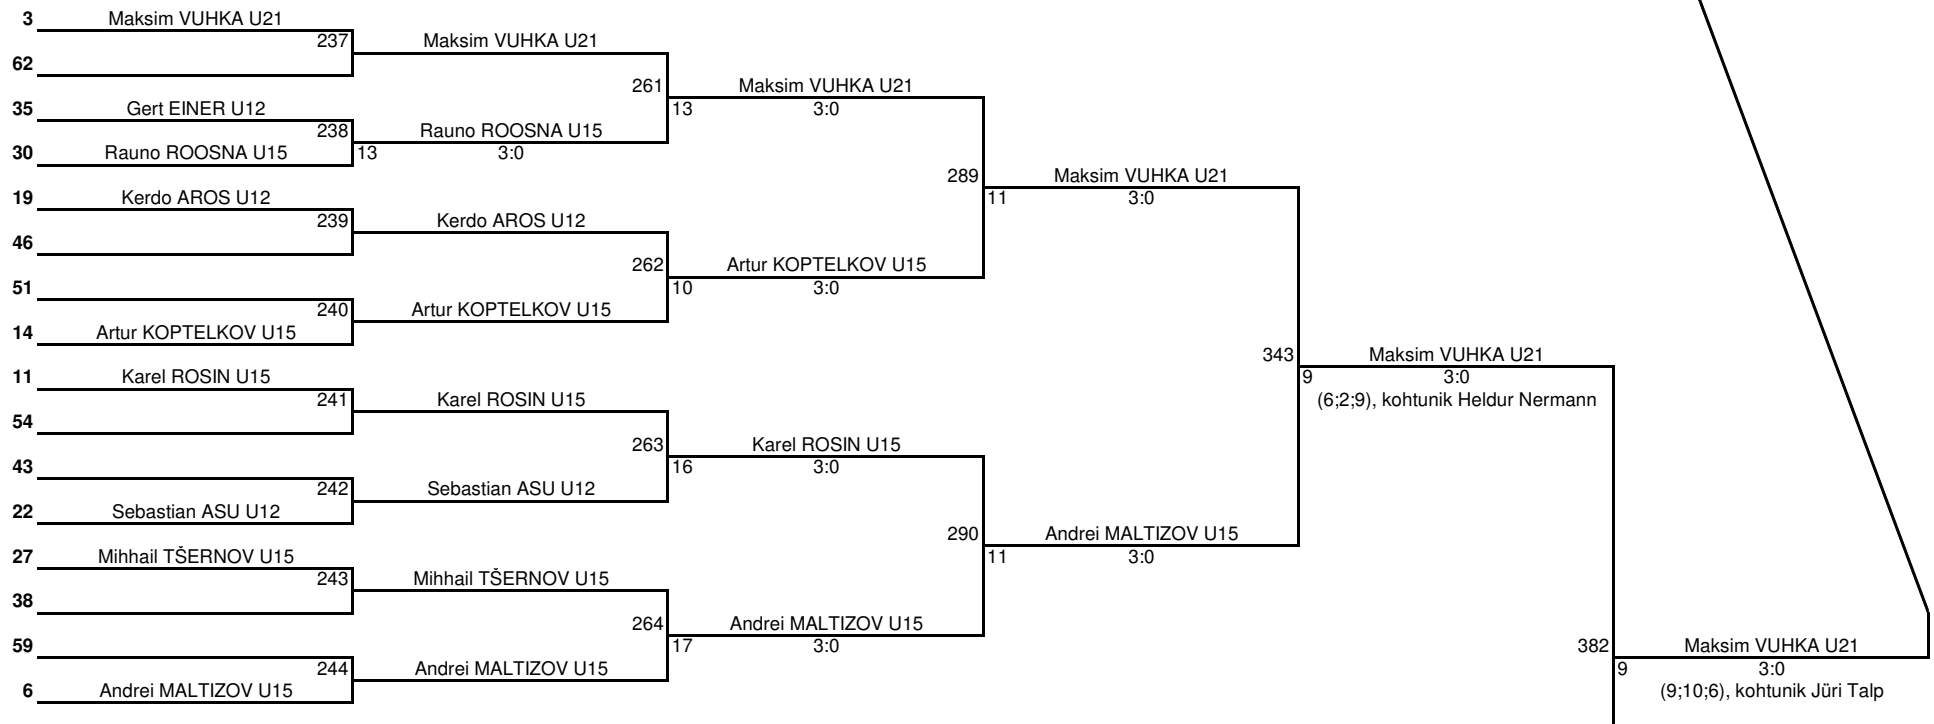 3 Maksim VUHKA U21
237 Maksim VUHKA U21
62
261 Maksim VUHKA U21
35 Gert EINER U12
13 3:0
238 Rauno ROOSNA U15
30 Rauno ROOSNA U15
13 3:0
289 Maksim VUHKA U21
19 Kerdo AROS U12
11 3:0
239 Kerdo AROS U12
46
262 Artur KOPTELKOV U15
51
10 3:0
240 Artur KOPTELKOV U15
14 Artur KOPTELKOV U15
343 Maksim VUHKA U21
11 Karel ROSIN U15
9 3:0
241 Karel ROSIN U15
(6;2;9), kohtunik Heldur Nermann
54
263 Karel ROSIN U15
43
16 3:0
242 Sebastian ASU U12
22 Sebastian ASU U12
290 Andrei MALTIZOV U15
27 Mihhail TŠERNOV U15
11 3:0
243 Mihhail TŠERNOV U15
38
264 Andrei MALTIZOV U15
59
17 3:0
382 Maksim VUHKA U21
244 Andrei MALTIZOV U15
9 3:0
6 Andrei MALTIZOV U15
(9;10;6), kohtunik Jüri Talp